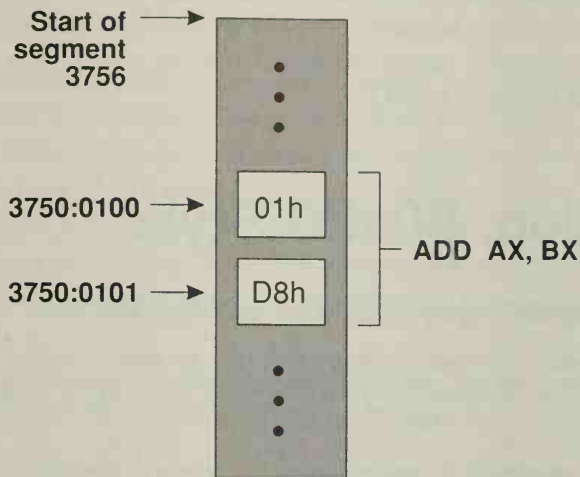 Start of
segment
3756
3750:0100
01h
ADD AX, BX
3750:0101
D8h